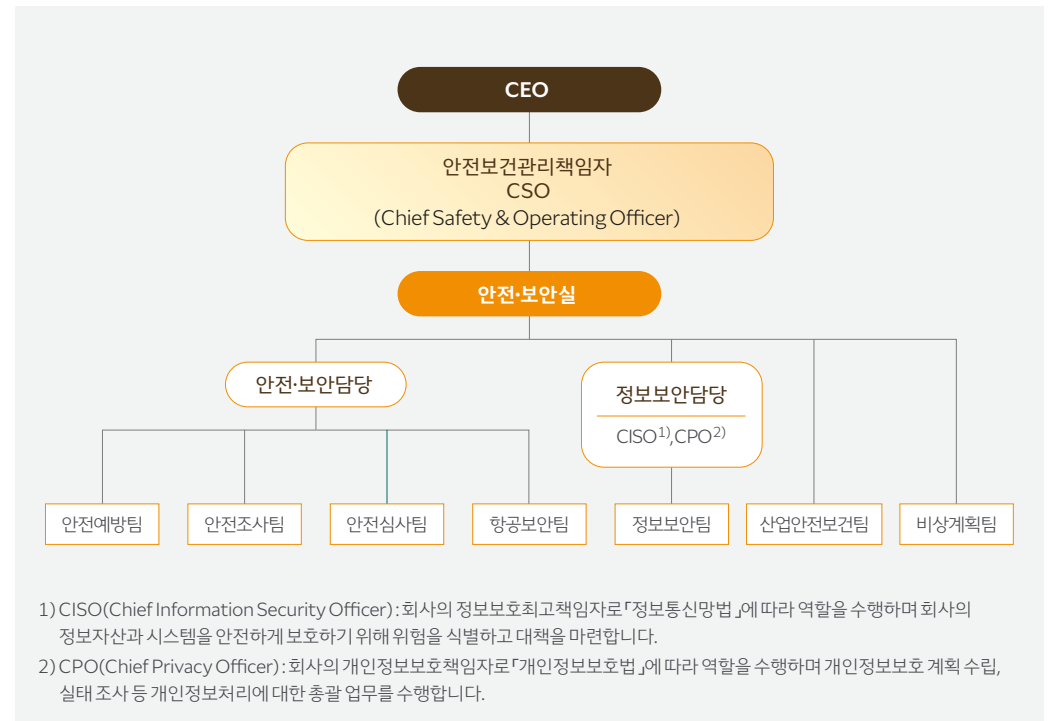 CEO
안전보건관리책임자
CSO
(Chief Safety & Operating Officer)
안전·보안실
안전·보안담당
정보보안담당
CISO1),CPO2)
안전예방팀
안전조사팀
안전심사팀
항공보안팀
정보보안팀
산업안전보건팀
비상계획팀
1) CISO(Chief Information Security Officer) : 회사의 정보보호최고책임자로 「정보통신망법」에 따라 역할을 수행하며 회사의
정보자산과 시스템을 안전하게 보호하기 위해 위험을 식별하고 대책을 마련합니다.
2) CPO(Chief Privacy Officer) : 회사의 개인정보보호책임자로 「개인정보보호법」에 따라 역할을 수행하며 개인정보보호 계획 수립,
실태 조사 등 개인정보처리에 대한 총괄 업무를 수행합니다.